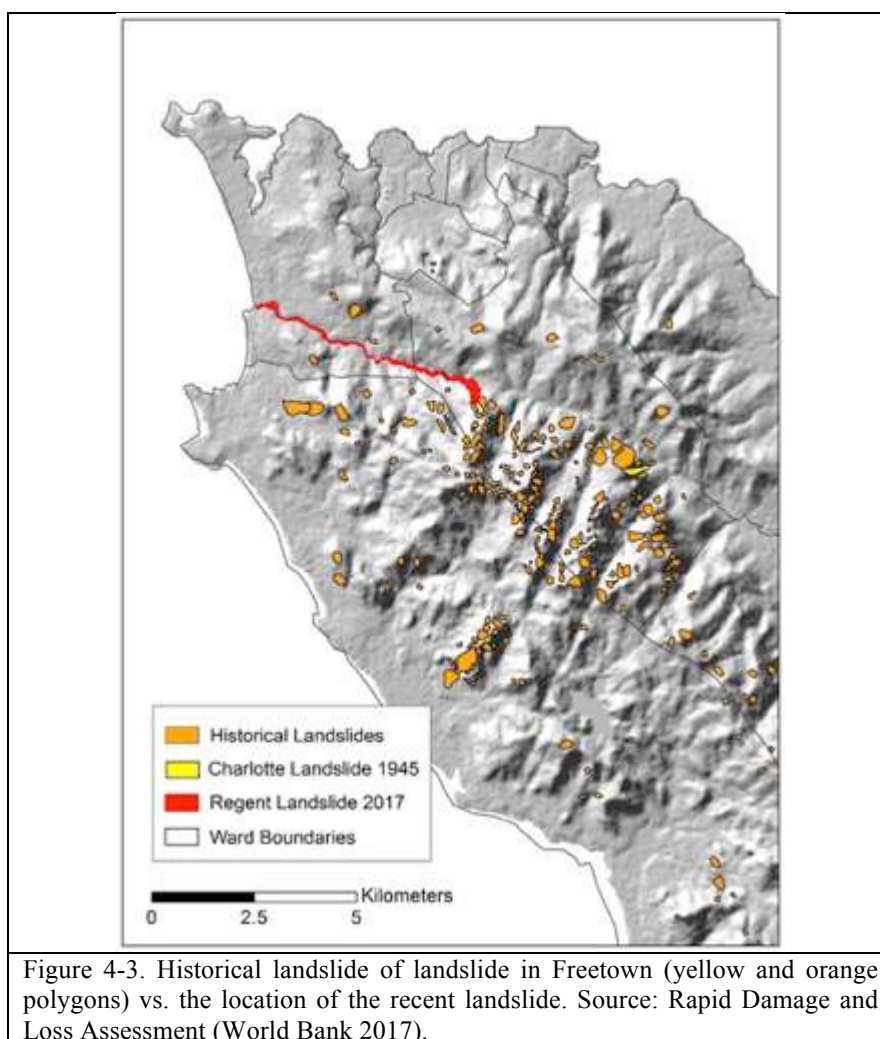 Historical Landslides
Charlotte Landslide 1945
Regent Landslide 2017
Ward Boundaries
Kilometers
0 2.5 5
Figure 4-3. Historical landslide of landslide in Freetown (yellow and orange
polygons) vs. the location of the recent landslide. Source: Rapid Damage and
Loss Assessment (World Bank 2017).